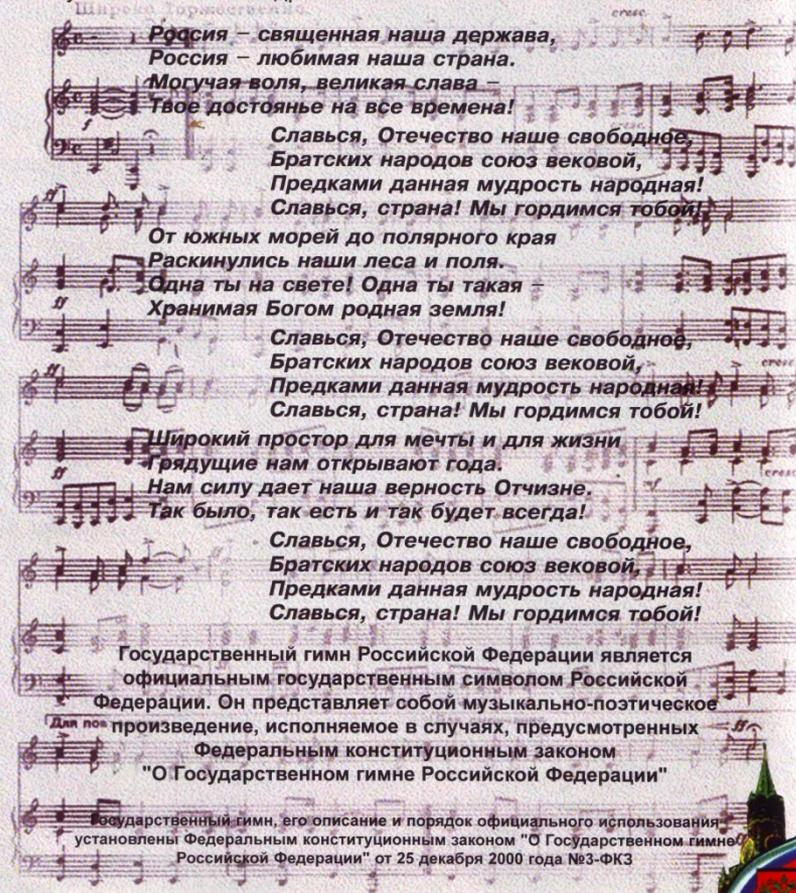 Широко Торжественно.
cresc.
Россия – священная наша держава,
Россия – любимая наша страна.
Могучая воля, великая слава –
Твое достоянье на все времена!
Славься, Отечество наше свободное,
Братских народов союз вековой,
Предками данная мудрость народная!
Славься, страна! Мы гордимся тобой!
От южных морей до полярного края
Раскинулись наши леса и поля.
Одна ты на свете! Одна ты такая –
Хранимая Богом родная земля!
Славься, Отечество наше свободное,
Братских народов союз вековой,
Предками данная мудрость народная!
Славься, страна! Мы гордимся тобой!
Широкий простор для мечты и для жизни
Грядущие нам открывают года.
Нам силу дает наша верность Отчизне.
Так было, так есть и так будет всегда!
Славься, Отечество наше свободное,
Братских народов союз вековой,
Предками данная мудрость народная!
Славься, страна! Мы гордимся тобой!
Государственный гимн Российской Федерации является
официальным государственным символом Российской
Федерации. Он представляет собой музыкально-поэтическое
Для пов произведение, исполняемое в случаях, предусмотренных
Федеральным конституционным законом
"О Государственном гимне Российской Федерации"
Государственный гимн, его описание и порядок официального использования
установлены Федеральным конституционным законом "О Государственном гимне
Российской Федерации" от 25 декабря 2000 года №3-ФКЗ